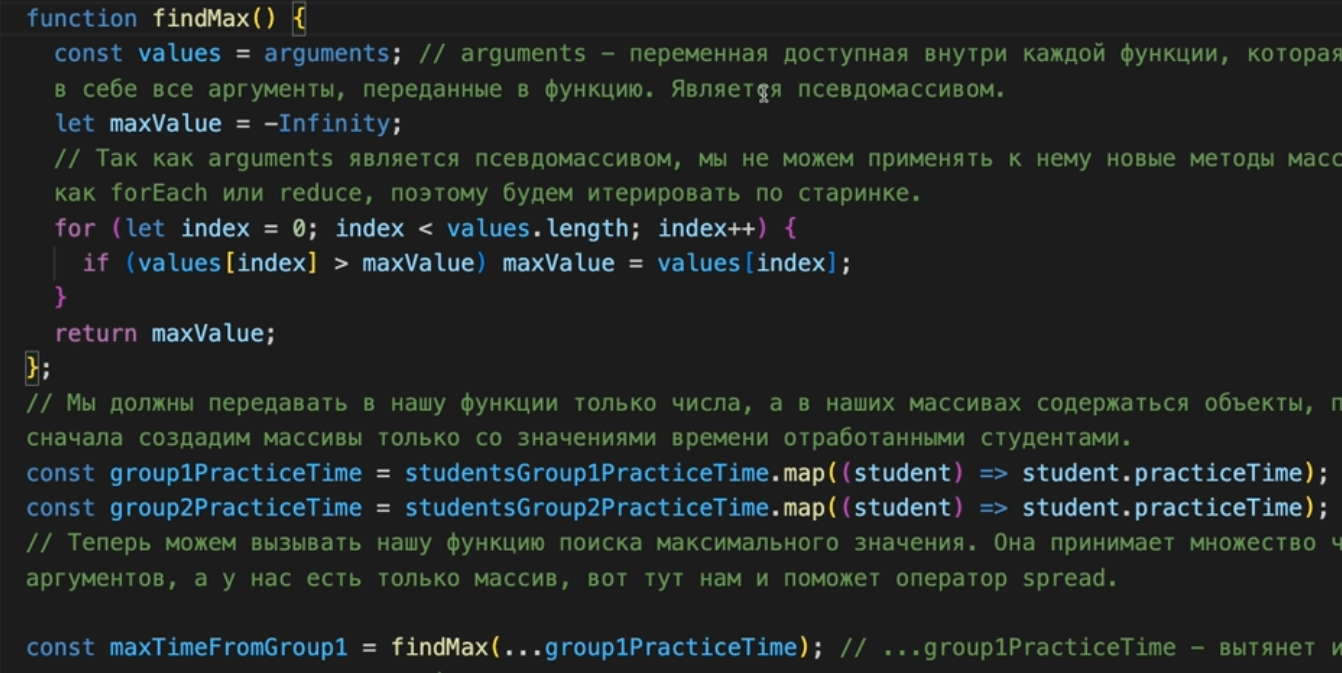 function findMax() {
const values = arguments; // arguments – переменная доступная внутри каждой функции, которая
в себе все аргументы, переданные в функцию. Является псевдомассивом.
let maxValue = –Infinity;
// Так как arguments является псевдомассивом, мы не можем применять к нему новые методы масс
как forEach или reduce, поэтому будем итерировать по старинке.
for (let index = 0; index < values.length; index++) {
if (values[index] > maxValue) maxValue = values[index];
}
return maxValue;
};
// Мы должны передавать в нашу функции только числа, а в наших массивах содержаться объекты, п
сначала создадим массивы только со значениями времени отработанными студентами.
const group1PracticeTime = studentsGroup1PracticeTime.map((student) => student.practiceTime);
const group2PracticeTime = studentsGroup2PracticeTime.map((student) => student.practiceTime);
// Теперь можем вызывать нашу функцию поиска максимального значения. Она принимает множество ч
аргументов, а у нас есть только массив, вот тут нам и поможет оператор spread.
const maxTimeFromGroup1 = findMax(...group1PracticeTime); // ...group1PracticeTime – вытянет и